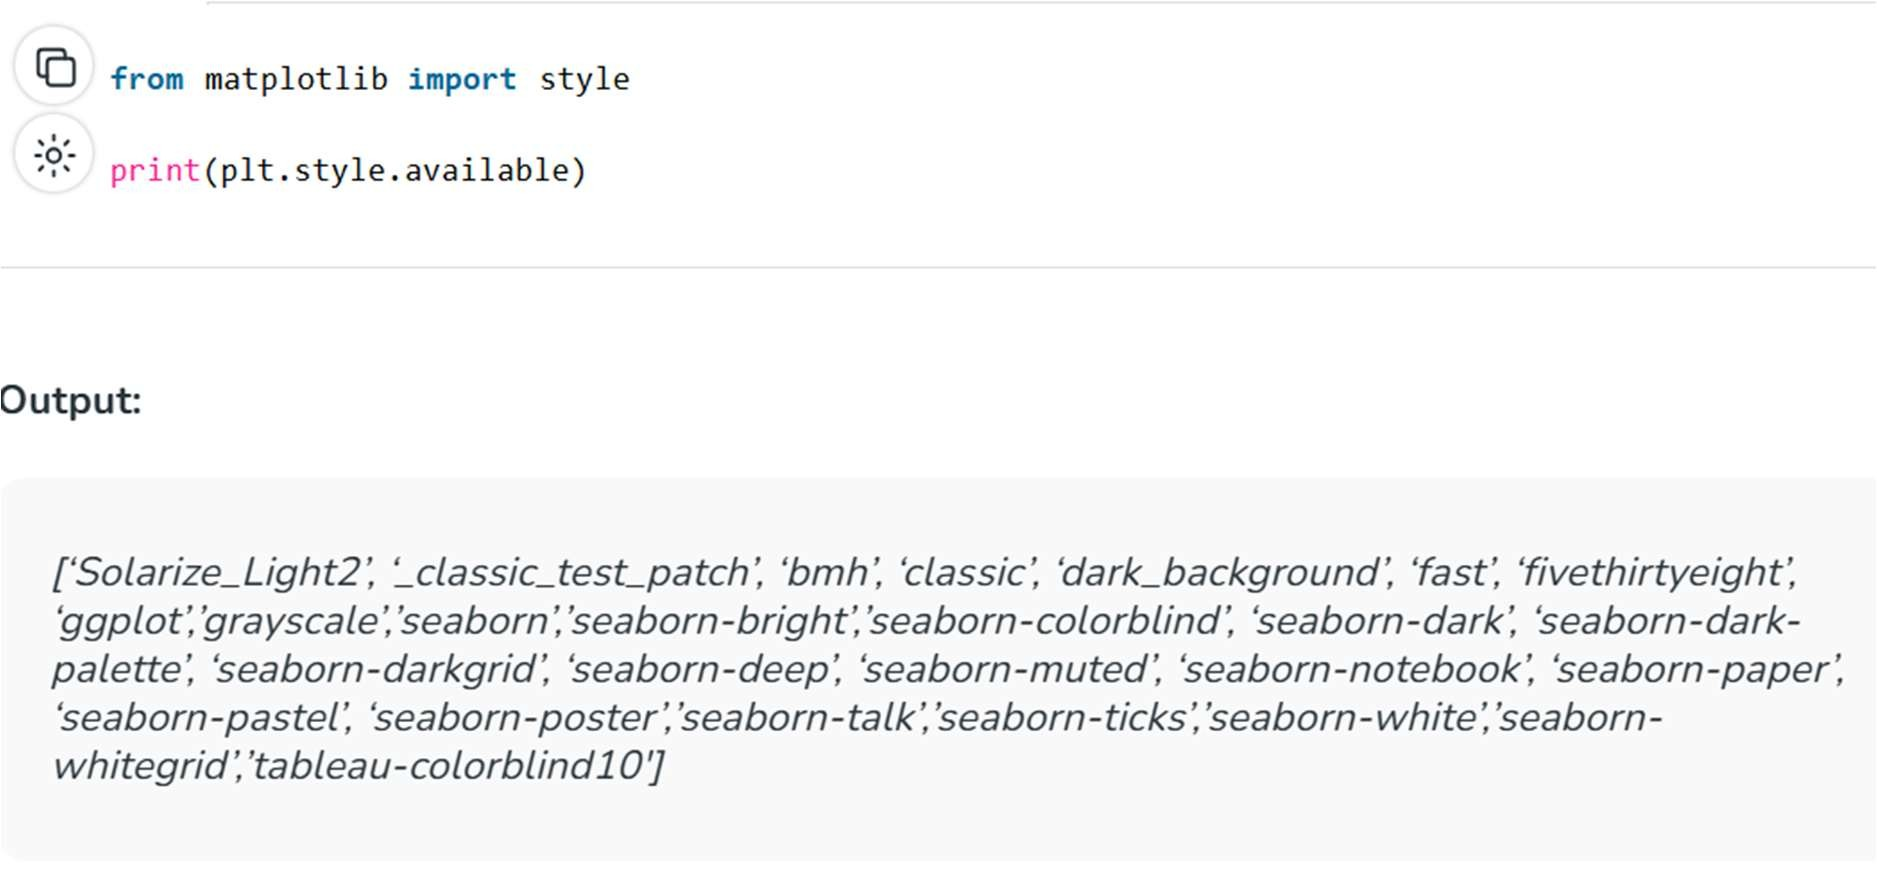 from matplotlib import style
print(plt.style.available)
Output:
[‘Solarize_Light2’, ‘_classic_test_patch’, ‘bmh’, ‘classic’, ‘dark_background’, ‘fast’, ‘fivethirtyeight’,
‘ggplot’,’grayscale’,’seaborn’,’seaborn-bright’,’seaborn-colorblind’, ‘seaborn-dark’, ‘seaborn-dark-
palette’, ‘seaborn-darkgrid’, ‘seaborn-deep’, ‘seaborn-muted’, ‘seaborn-notebook’, ‘seaborn-paper’,
‘seaborn-pastel’, ‘seaborn-poster’,’seaborn-talk’,’seaborn-ticks’,’seaborn-white’,’seaborn-
whitegrid’,’tableau-colorblind10']